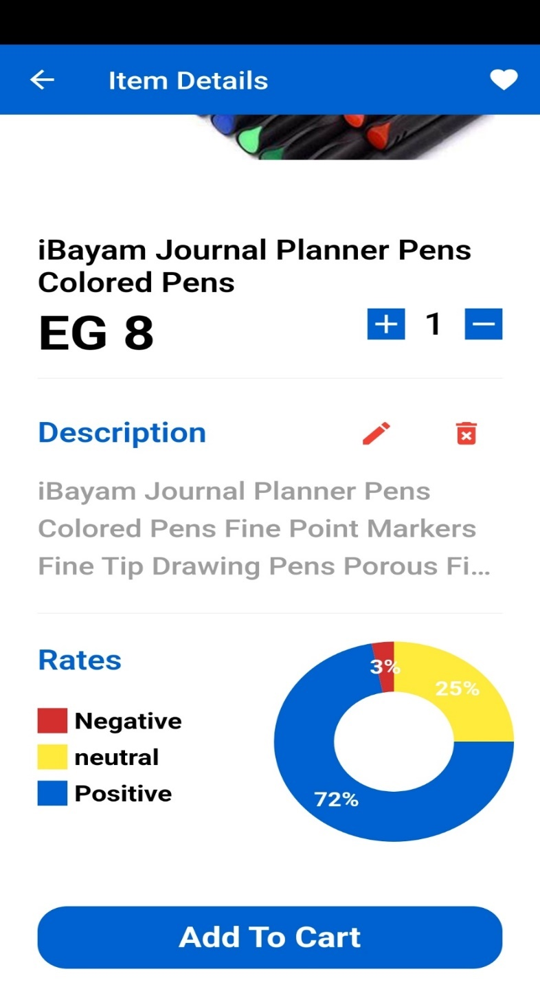 Item Details
iBayam Journal Planner Pens
Colored Pens
EG 8
1
Description
iBayam Journal Planner Pens
Colored Pens Fine Point Markers
Fine Tip Drawing Pens Porous Fi...
Rates
3%
25%
Negative
neutral
Positive
72%
Add To Cart